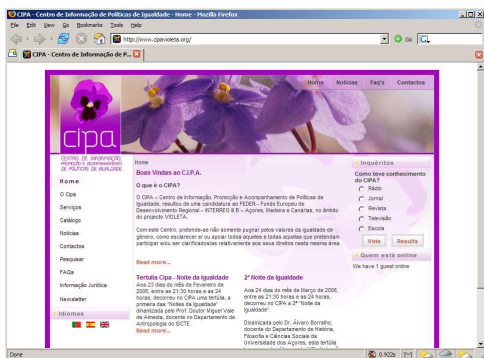 CIPA - Centro de Informação de Políticas de Igualdade - Home - Mozilla Firefox
File Edit View Go Bookmarks Tools Help
http://www.cipavioleta.org/
Go
CIPA - Centro de Informação de P...
Home Notícias Faq's Contactos
cipa
CENTRO DE INFORMAÇÃO,
PROMOÇÃO E ACOMPANHAMENTO
DE POLÍTICAS DE IGUALDADE
Home
O Cipa
Serviços
Catálogo
Notícias
Contactos
Pesquisar
FAQs
Informação Jurídica
Newsletter
Idiomas
Home
Boas Vindas ao C.I.P.A.
O que é o CIPA?
O CIPA – Centro de Informação, Promoção e Acompanhamento de Políticas de
Igualdade, resultou de uma candidatura ao FEDER - Fundo Europeu de
Desenvolvimento Regional – INTERREG III B – Açores, Madeira e Canárias, no âmbito
do projecto VIOLETA.
Com este Centro, pretende-se não somente pugnar pelos valores da igualdade de
género, como esclarecer e/ ou apoiar todos aqueles e todas aquelas que pretendam
participar e/ou ser clarificados/as relativamente aos seus direitos nesta mesma área.
Read more...
Tertulia Cipa - Noite da Igualdade
Aos 23 dias do mês de Fevereiro de
2006, entre as 21:30 horas e as 24
horas, decorreu no CIPA uma tertúlia, a
primeira das "Noites da Igualdade"
dinamizada pelo Prof. Doutor Miguel Vale
de Almeida, docente no Departamento de
Antropologia do ISCTE.
Read more...
2ª Noite da Igualdade
Aos 24 dias do mês de Março de 2006,
entre as 21:30 horas e as 24 horas,
decorreu no CIPA a 2ª "Noite da
Igualdade".
Dinamizada pelo Dr. Álvaro Borralho,
docente do Departamento de História,
Filosofia e Ciências Sociais da
Universidade dos Açores, esta tertúlia
Inquéritos
Como teve conhecimento
do CIPA?
Rádio
Jornal
Revista
Televisão
Escola
Vote Results
Quem está online
We have 1 guest online
Done
0.922s